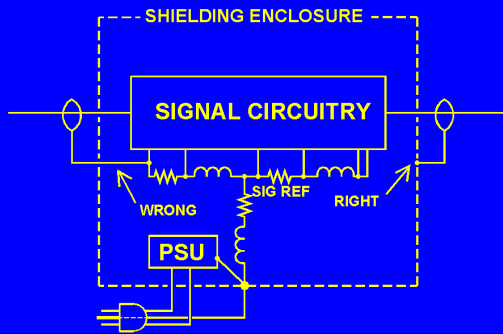 SHIELDING ENCLOSURE
SIGNAL CIRCUITRY
SIG REF
WRONG
RIGHT
PSU